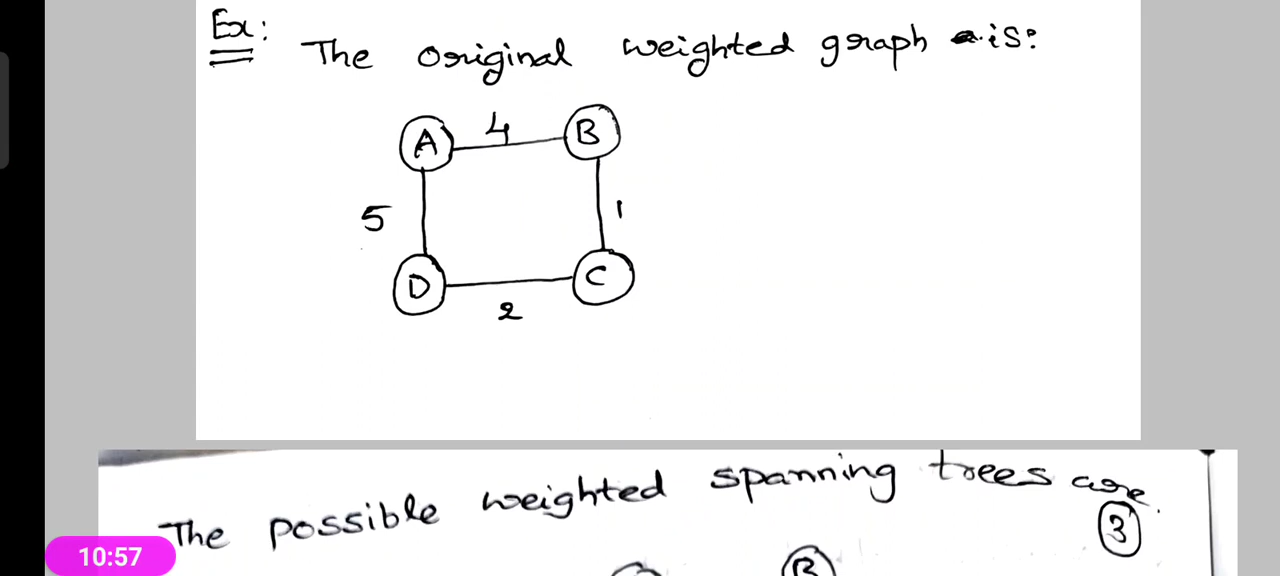 Ex:
The original weighted graph is:
A 4 B
5 1
D C
2
The possible weighted spanning trees are.
3
10:57
B